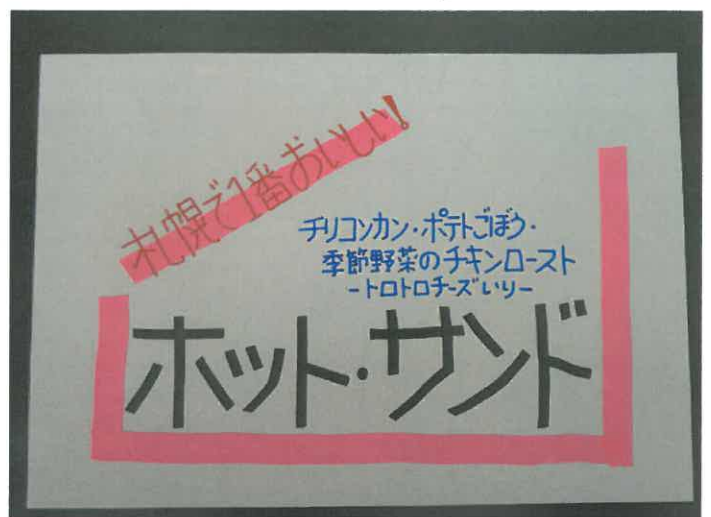 札幌で1番おいしい!
チリコンカン・ポテトごぼう・
季節野菜のチキンロースト
-トロトロチーズいり-
ホット・サンド